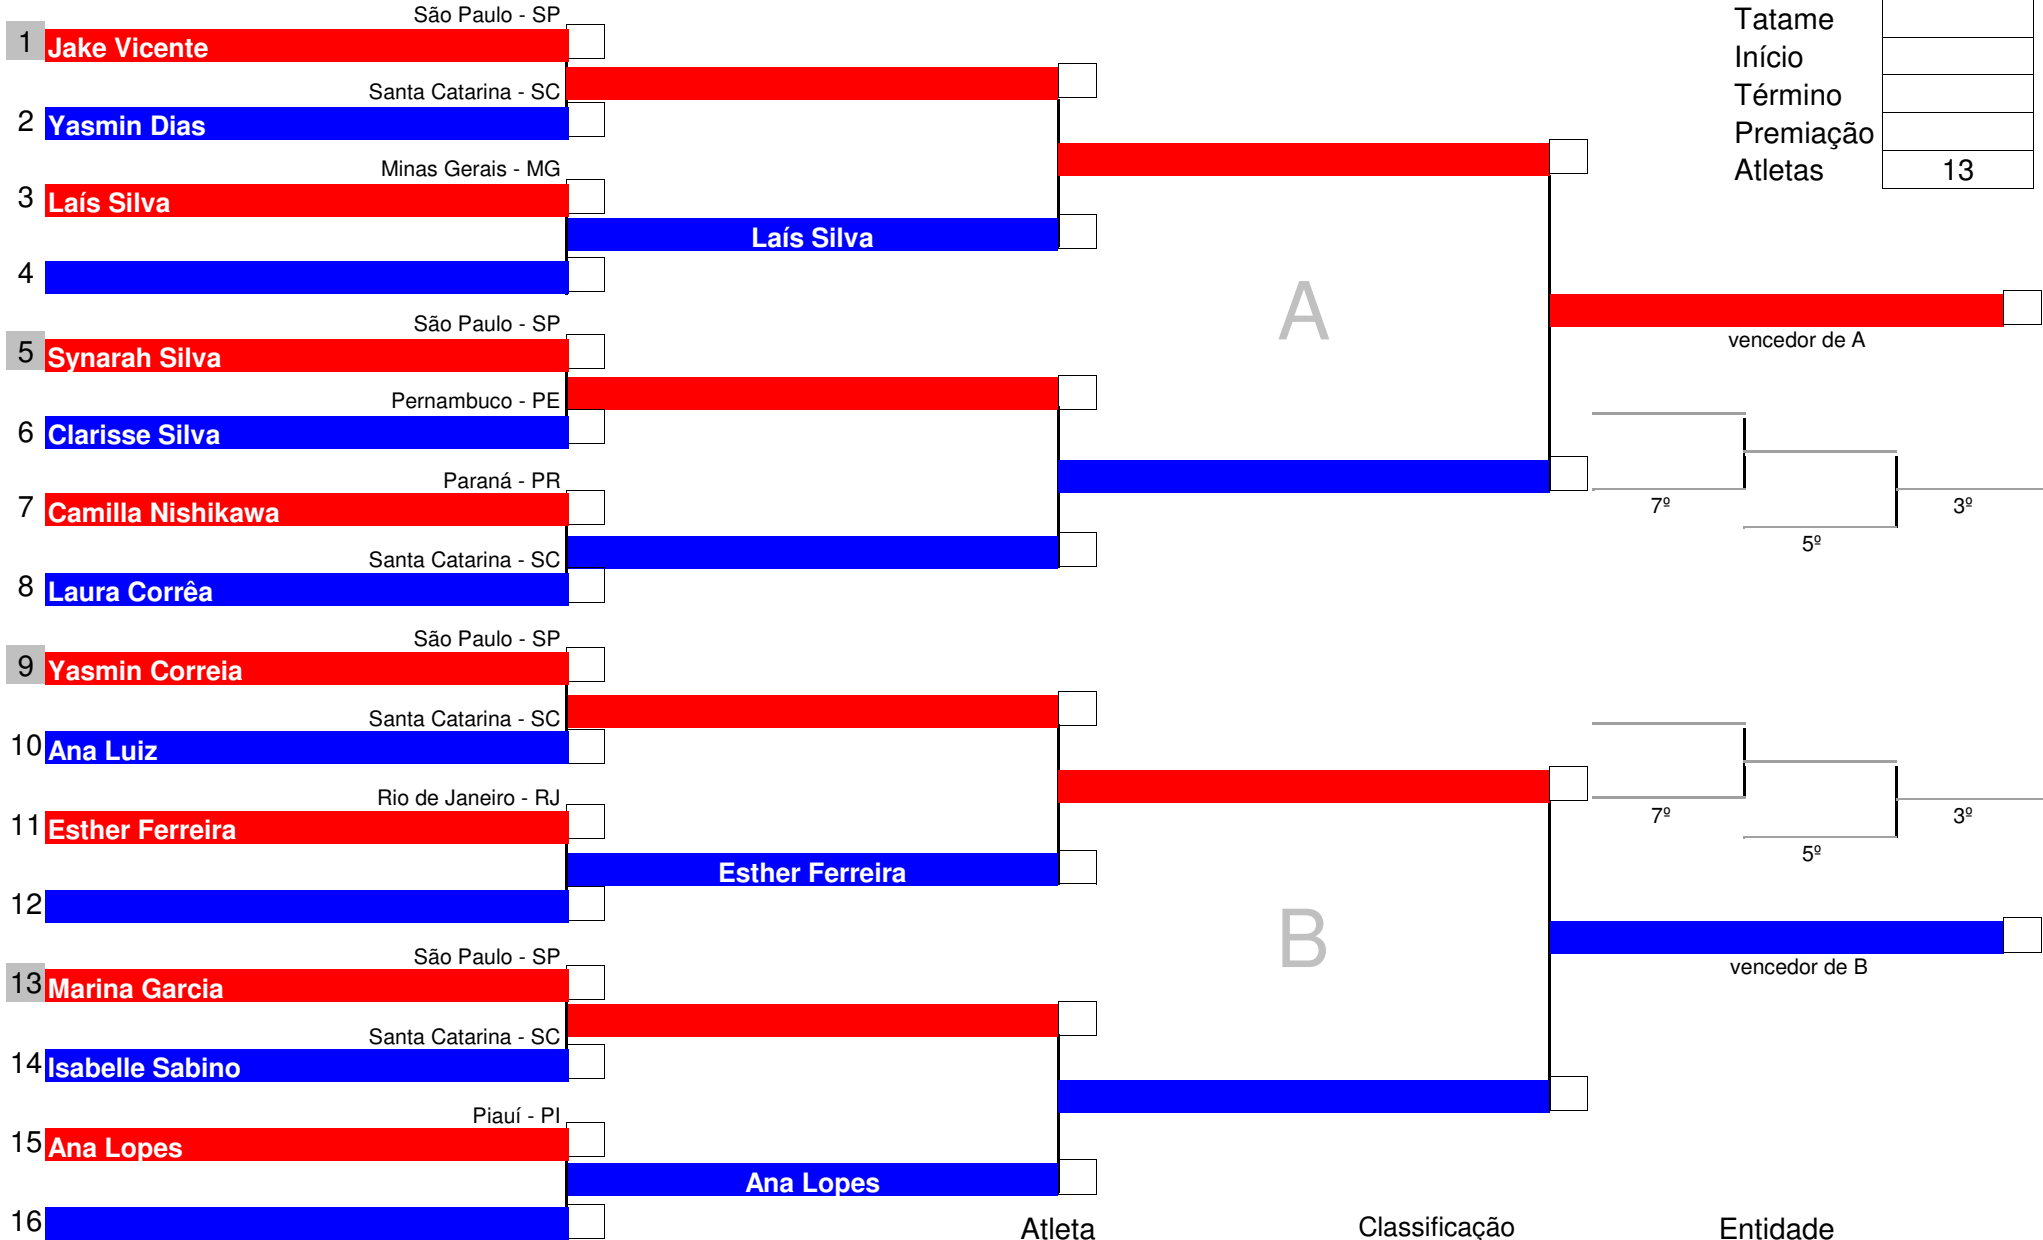 São Paulo - SP
1 Jake Vicente
Santa Catarina - SC
2 Yasmin Dias
Minas Gerais - MG
3 Laís Silva
Laís Silva
4
São Paulo - SP
5 Synarah Silva
Pernambuco - PE
6 Clarisse Silva
Paraná - PR
7 Camilla Nishikawa
Santa Catarina - SC
8 Laura Corrêa
São Paulo - SP
9 Yasmin Correia
Santa Catarina - SC
10 Ana Luiz
Rio de Janeiro - RJ
11 Esther Ferreira
Esther Ferreira
12
São Paulo - SP
13 Marina Garcia
Santa Catarina - SC
14 Isabelle Sabino
Piauí - PI
15 Ana Lopes
Ana Lopes
16
A
B
Tatame
Início
Término
Premiação
Atletas 13
vencedor de A
7º
3º
5º
7º
3º
5º
vencedor de B
Atleta Classificação Entidade